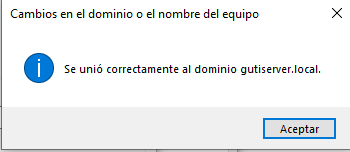 Cambios en el dominio o el nombre del equipo
Se unió correctamente al dominio gutiserver.local.
Aceptar